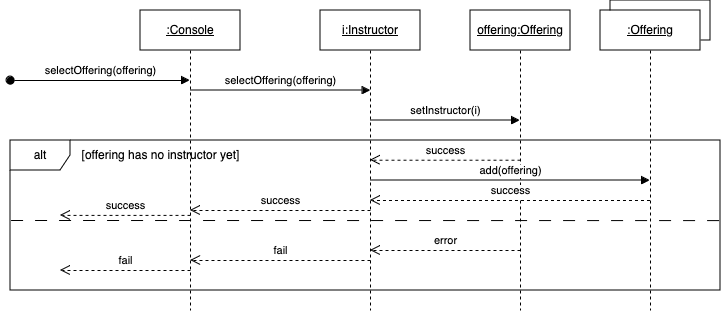 :Console
i:Instructor
offering:Offering
:Offering
selectOffering(offering)
selectOffering(offering)
setInstructor(i)
alt
[offering has no instructor yet]
success
add(offering)
success
success
success
error
fail
fail